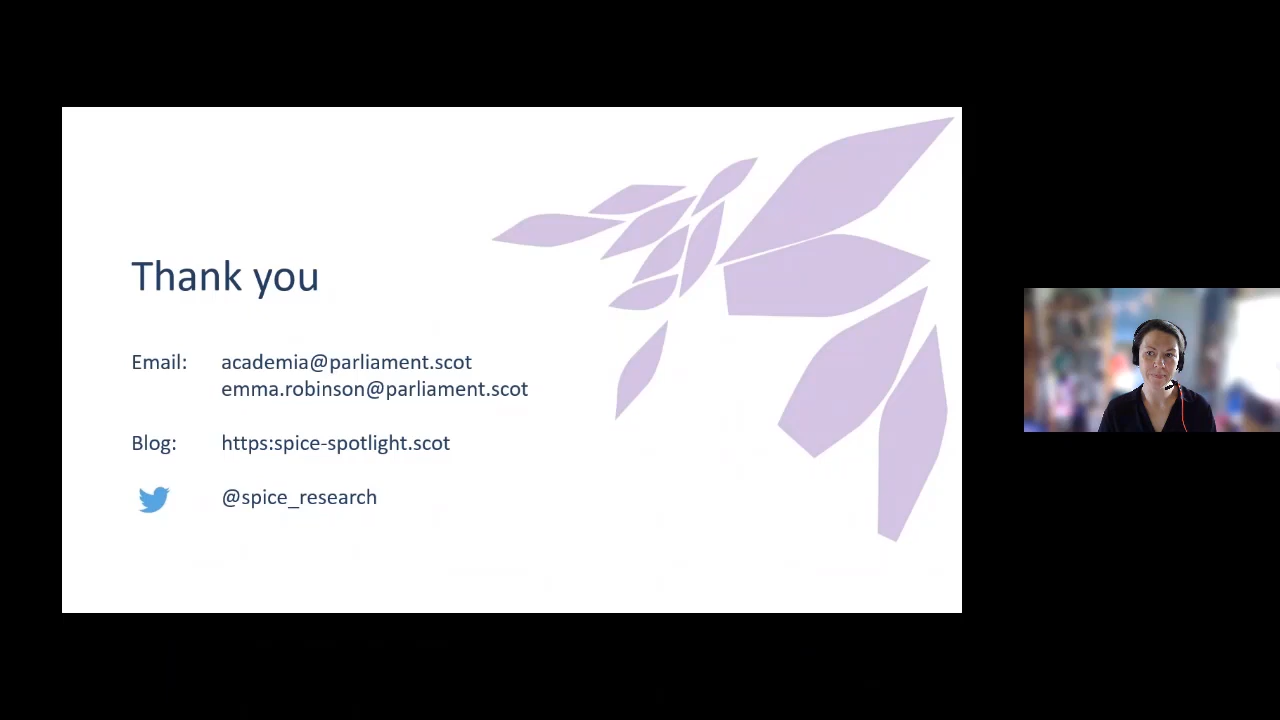 Thank you
Email: academia@parliament.scot
emma.robinson@parliament.scot
Blog: https:spice-spotlight.scot
@spice_research